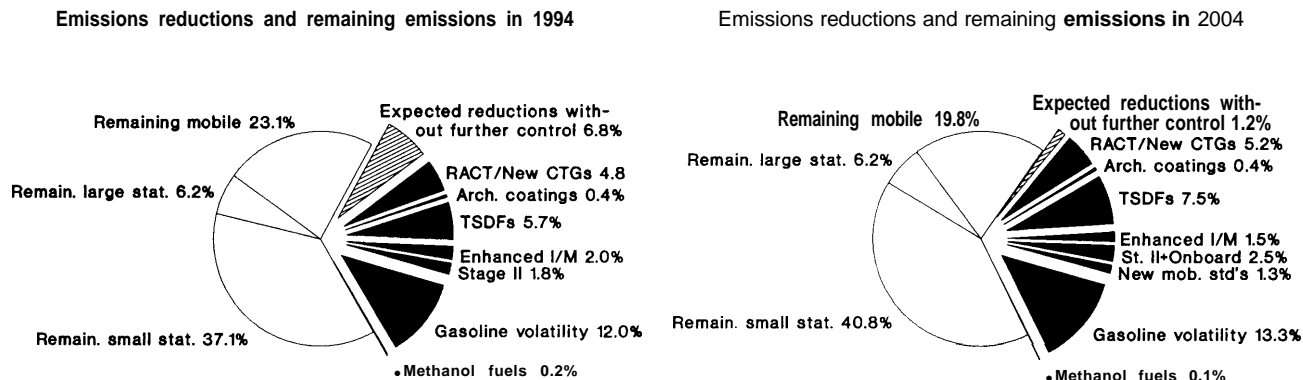 Emissions reductions and remaining emissions in 1994
Remaining mobile 23.1%
Expected reductions with-
out further control 6.8%
RACT/New CTGs 4.8
Arch. coatings 0.4%
Remain. large stat. 6.2%
TSDFs 5.7%
Enhanced I/M 2.0%
Stage II 1.8%
Remain. small stat. 37.1%
Gasoline volatility 12.0%
•Methanol fuels 0.2%
Emissions reductions and remaining emissions in 2004
Remaining mobile 19.8%
Expected reductions with-
out further control 1.2%
RACT/New CTGs 5.2%
Arch. coatings 0.4%
Remain. large stat. 6.2%
TSDFs 7.5%
Enhanced I/M 1.5%
St. II+Onboard 2.5%
New mob. std's 1.3%
Remain. small stat. 40.8%
Gasoline volatility 13.3%
•Methanol fuels 0.1%